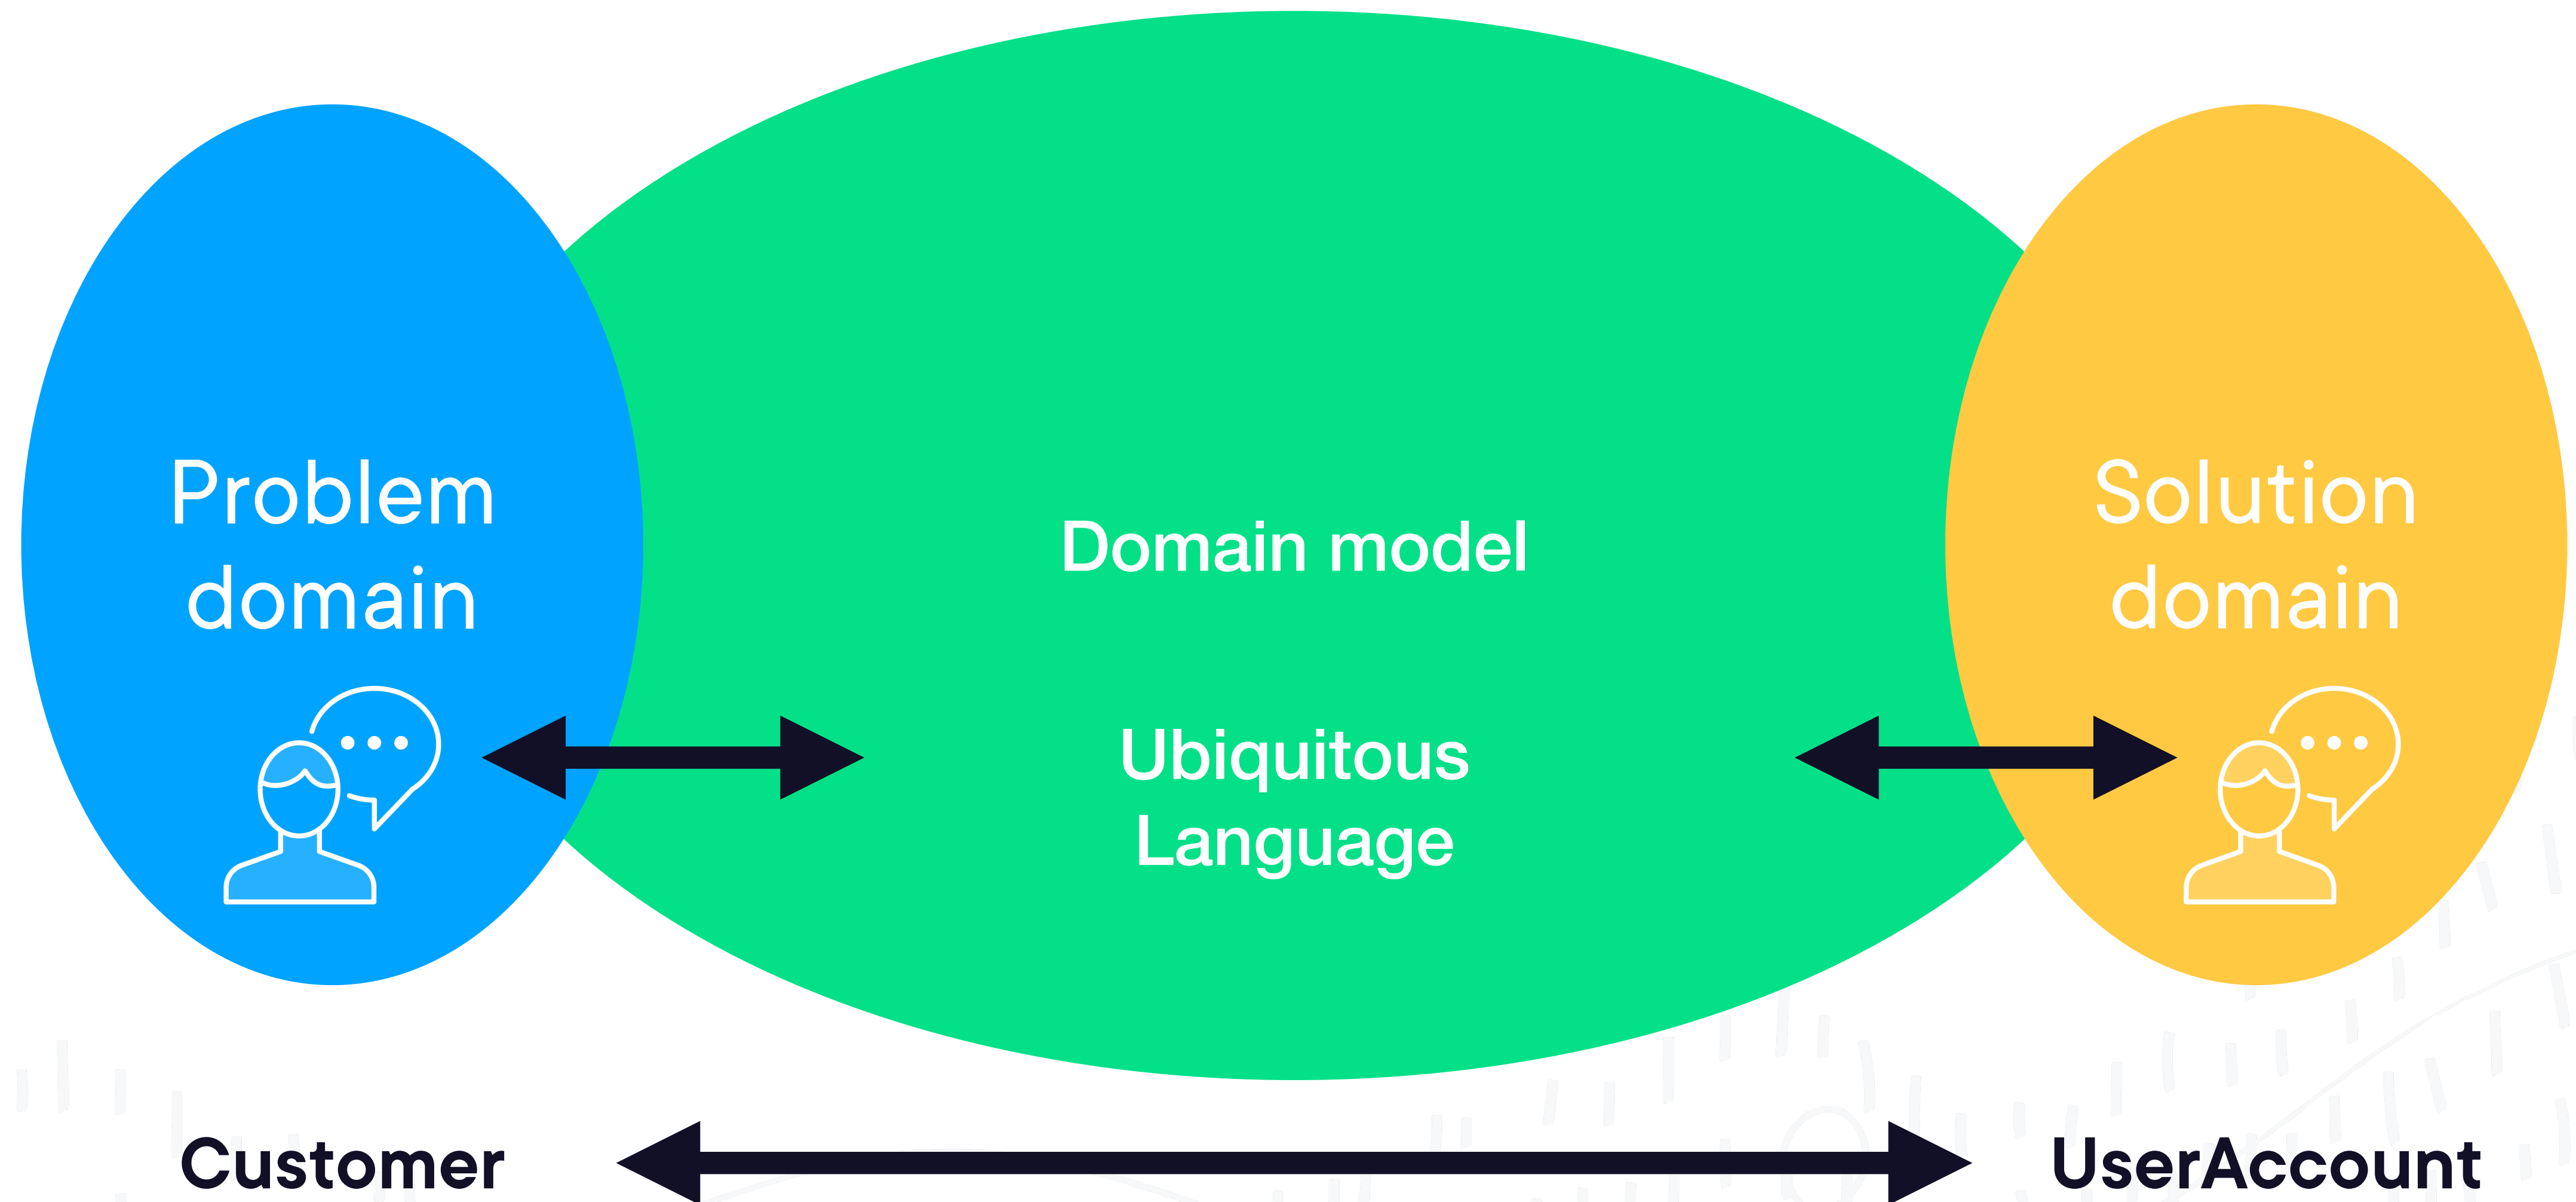 Problem
domain
Domain model
Ubiquitous
Language
Solution
domain
Customer
UserAccount